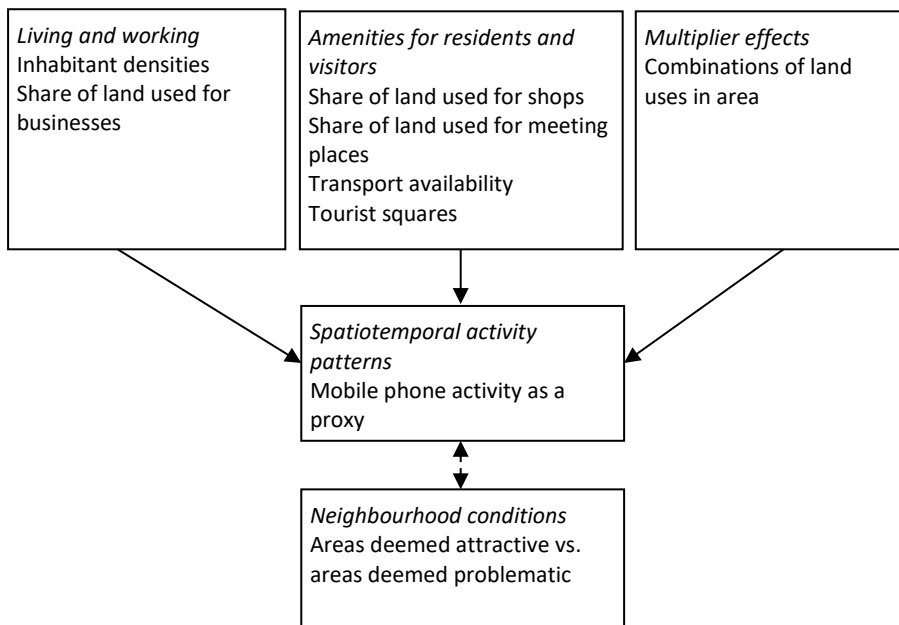 Living and working
Inhabitant densities
Share of land used for
businesses
Amenities for residents and
visitors
Share of land used for shops
Share of land used for meeting
places
Transport availability
Tourist squares
Multiplier effects
Combinations of land
uses in area
Spatiotemporal activity
patterns
Mobile phone activity as a
proxy
Neighbourhood conditions
Areas deemed attractive vs.
areas deemed problematic